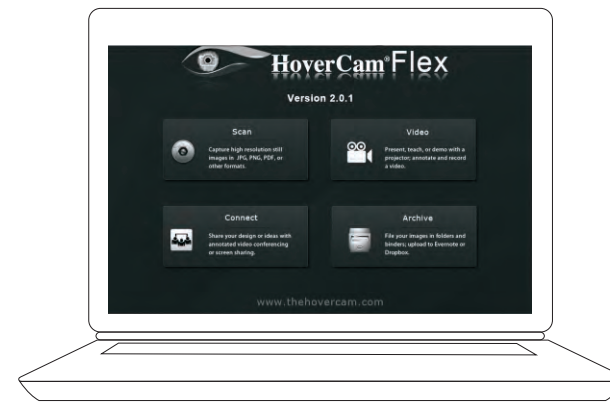 HoverCam® Flex
Version 2.0.1
Scan
Capture high resolution still
images in JPG, PNG, PDF, or
other formats.
Video
Present, teach, or demo with a
projector; annotate and record
a video.
Connect
Share your design or ideas with
annotated video conferencing
or screen sharing.
Archive
File your images in folders and
binders; upload to Evernote or
Dropbox.
www.thehovercam.com